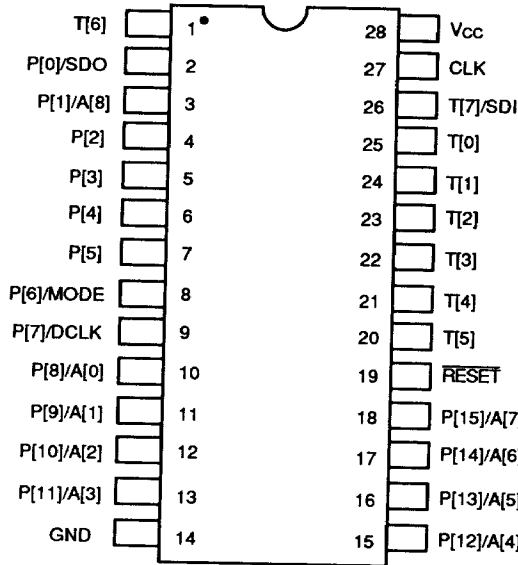 T[6] 1 28 VCC
P[0]/SDO 2 27 CLK
P[1]/A[8] 3 26 T[7]/SDI
P[2] 4 25 T[0]
P[3] 5 24 T[1]
P[4] 6 23 T[2]
P[5] 7 22 T[3]
P[6]/MODE 8 21 T[4]
P[7]/DCLK 9 20 T[5]
P[8]/A[0] 10 19 RESET
P[9]/A[1] 11 18 P[15]/A[7]
P[10]/A[2] 12 17 P[14]/A[6]
P[11]/A[3] 13 16 P[13]/A[5]
GND 14 15 P[12]/A[4]